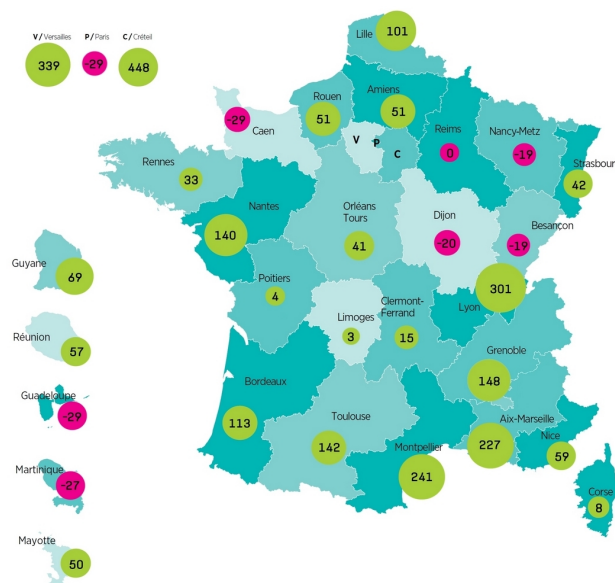 V/ Versailles
339
P/ Paris
-29
C/ Créteil
448
Lille
101
Amiens
51
Rouen
51
Caen
-29
V
P
C
Reims
0
Nancy-Metz
-19
Strasbour
42
Rennes
33
Nantes
140
Orléans
Tours
41
Dijon
-20
Besançon
-19
Guyane
69
Poitiers
4
Limoges
3
Clermont-
Ferrand
15
Lyon
301
Réunion
57
Grenoble
148
Bordeaux
113
Guadeloupe
-29
Toulouse
142
Montpellier
241
Aix-Marseille
227
Nice
59
Martinique
-27
Corse
8
Mayotte
50